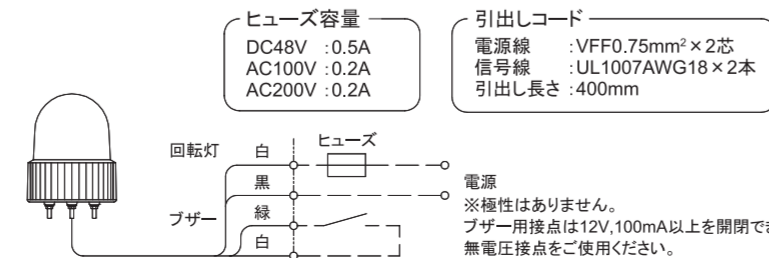 ヒューズ容量
DC48V :0.5A
AC100V :0.2A
AC200V :0.2A
引出しコード
電源線 :VFF0.75mm²×2芯
信号線 :UL1007AWG18×2本
引出し長さ :400mm
回転灯
白
ヒューズ
黒
ブザー
緑
白
電源
※極性はありません。
ブザー用接点は12V,100mA以上を開閉でき
無電圧接点をご使用ください。